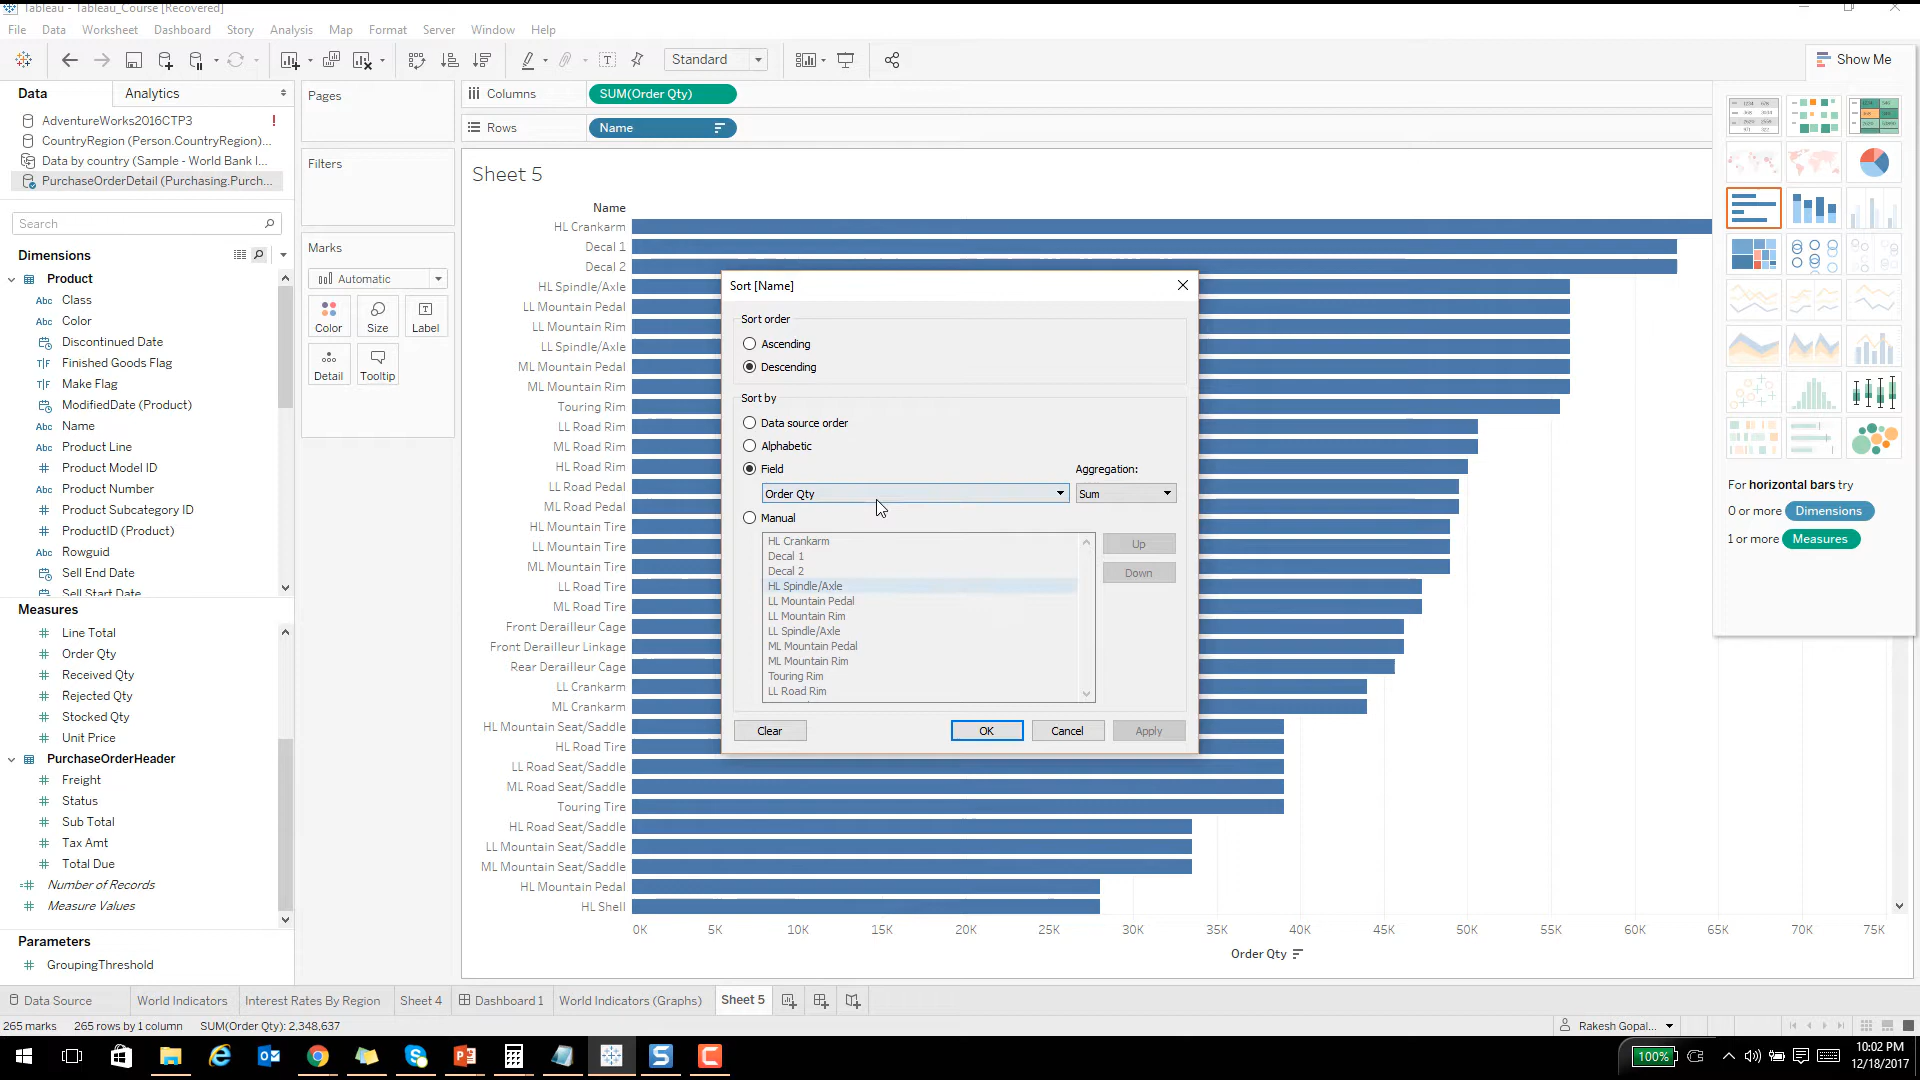 Tableau - Tableau_Course [Recovered]
File Data Worksheet Dashboard Story Analysis Map Format Server Window Help
Standard
Show Me
Data Analytics
AdventureWorks2016CTP3 !
CountryRegion (Person.CountryRegion)...
Data by country (Sample - World Bank I...
PurchaseOrderDetail (Purchasing.Purch...
Search
Dimensions
Product
Abc Class
Abc Color
Discontinued Date
T|F Finished Goods Flag
T|F Make Flag
ModifiedDate (Product)
Abc Name
Abc Product Line
# Product Model ID
Abc Product Number
# Product Subcategory ID
# ProductID (Product)
Abc Rowguid
Sell End Date
Sell Start Date
Measures
# Line Total
# Order Qty
# Received Qty
# Rejected Qty
# Stocked Qty
# Unit Price
PurchaseOrderHeader
# Freight
# Status
# Sub Total
# Tax Amt
# Total Due
Number of Records
# Measure Values
Parameters
# GroupingThreshold
Pages
Filters
Marks
Automatic
Color Size Label
Detail Tooltip
Columns SUM(Order Qty)
Rows Name
Sheet 5
Name
HL Crankarm
Decal 1
Decal 2
HL Spindle/Axle
LL Mountain Pedal
LL Mountain Rim
LL Spindle/Axle
ML Mountain Pedal
ML Mountain Rim
Touring Rim
LL Road Rim
ML Road Rim
HL Road Rim
LL Road Pedal
ML Road Pedal
HL Mountain Tire
LL Mountain Tire
ML Mountain Tire
LL Road Tire
ML Road Tire
Front Derailleur Cage
Front Derailleur Linkage
Rear Derailleur Cage
LL Crankarm
ML Crankarm
HL Mountain Seat/Saddle
HL Road Tire
LL Road Seat/Saddle
ML Road Seat/Saddle
Touring Tire
HL Road Seat/Saddle
LL Mountain Seat/Saddle
ML Mountain Seat/Saddle
HL Mountain Pedal
HL Shell
0K 5K 10K 15K 20K 25K 30K 35K 40K 45K 50K 55K 60K 65K 70K 75K
Order Qty
Sort [Name]
Sort order
Ascending
Descending
Sort by
Data source order
Alphabetic
Field Aggregation:
Order Qty Sum
Manual
HL Crankarm
Decal 1
Decal 2
HL Spindle/Axle
LL Mountain Pedal
LL Mountain Rim
LL Spindle/Axle
ML Mountain Pedal
ML Mountain Rim
Touring Rim
LL Road Rim
Up
Down
Clear OK Cancel Apply
For horizontal bars try
0 or more Dimensions
1 or more Measures
Data Source World Indicators Interest Rates By Region Sheet 4 Dashboard 1 World Indicators (Graphs) Sheet 5
265 marks 265 rows by 1 column SUM(Order Qty): 2,348,637
Rakesh Gopal...
100%
10:02 PM
12/18/2017